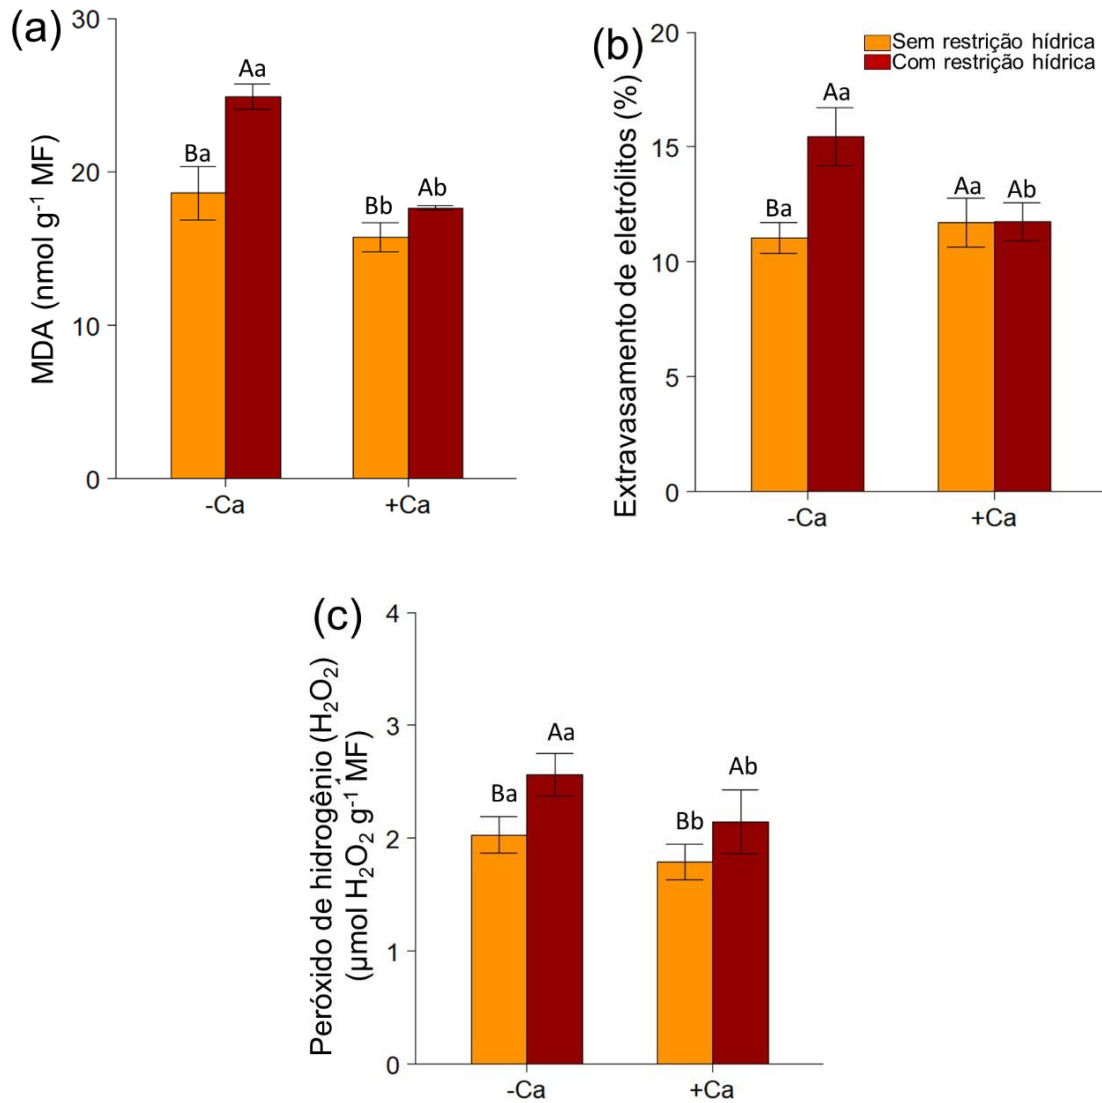 (a)
MDA (nmol g⁻¹ MF)
30
20
10
0
Ba
Aa
Bb
Ab
-Ca
+Ca
(b)
Extravasamento de eletrólitos (%)
20
15
10
5
0
Sem restrição hídrica
Com restrição hídrica
Ba
Aa
Aa
Ab
-Ca
+Ca
(c)
Peróxido de hidrogênio (H₂O₂)
(µmol H₂O₂ g⁻¹ MF)
4
3
2
1
0
Ba
Aa
Bb
Ab
-Ca
+Ca